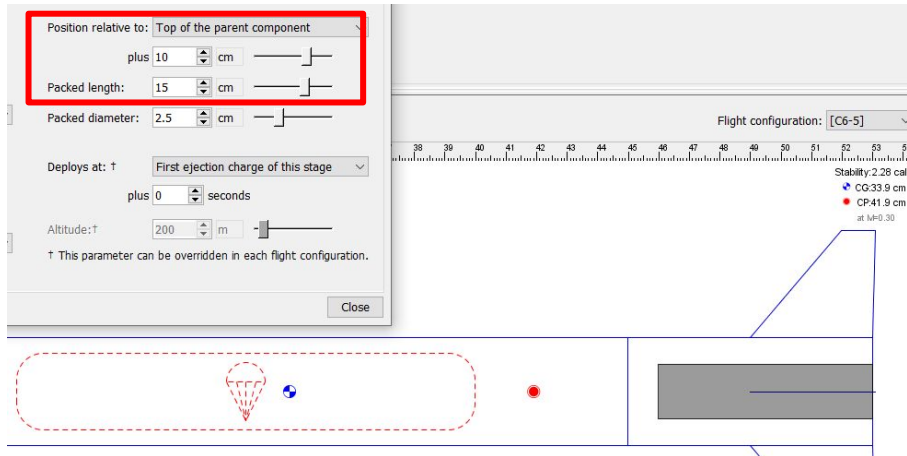 Position relative to: Top of the parent component
plus 10 cm
Packed length: 15 cm
Packed diameter: 2.5 cm
Flight configuration: [C6-5]
38 39 40 41 42 43 44 45 46 47 48 49 50 51 52 53
Deploys at: † First ejection charge of this stage
Stability:2.28 cal
plus 0 seconds
CG:33.9 cm
CP:41.9 cm
Altitude:† 200 m
at M=0.30
† This parameter can be overridden in each flight configuration.
Close